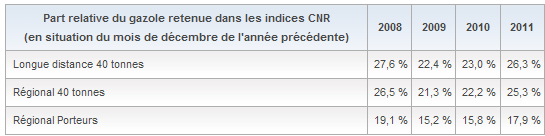 Part relative du gazole retenue dans les indices CNR
(en situation du mois de décembre de l'année précédente) 2008 2009 2010 2011
Longue distance 40 tonnes 27,6 % 22,4 % 23,0 % 26,3 %
Régional 40 tonnes 26,5 % 21,3 % 22,2 % 25,3 %
Régional Porteurs 19,1 % 15,2 % 15,8 % 17,9 %